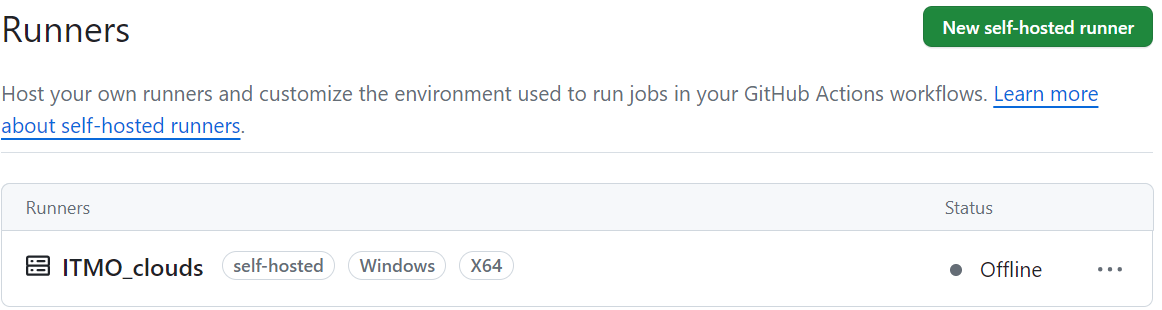 Runners
New self-hosted runner
Host your own runners and customize the environment used to run jobs in your GitHub Actions workflows. Learn more
about self-hosted runners.
Runners Status
ITMO_clouds self-hosted Windows X64 Offline